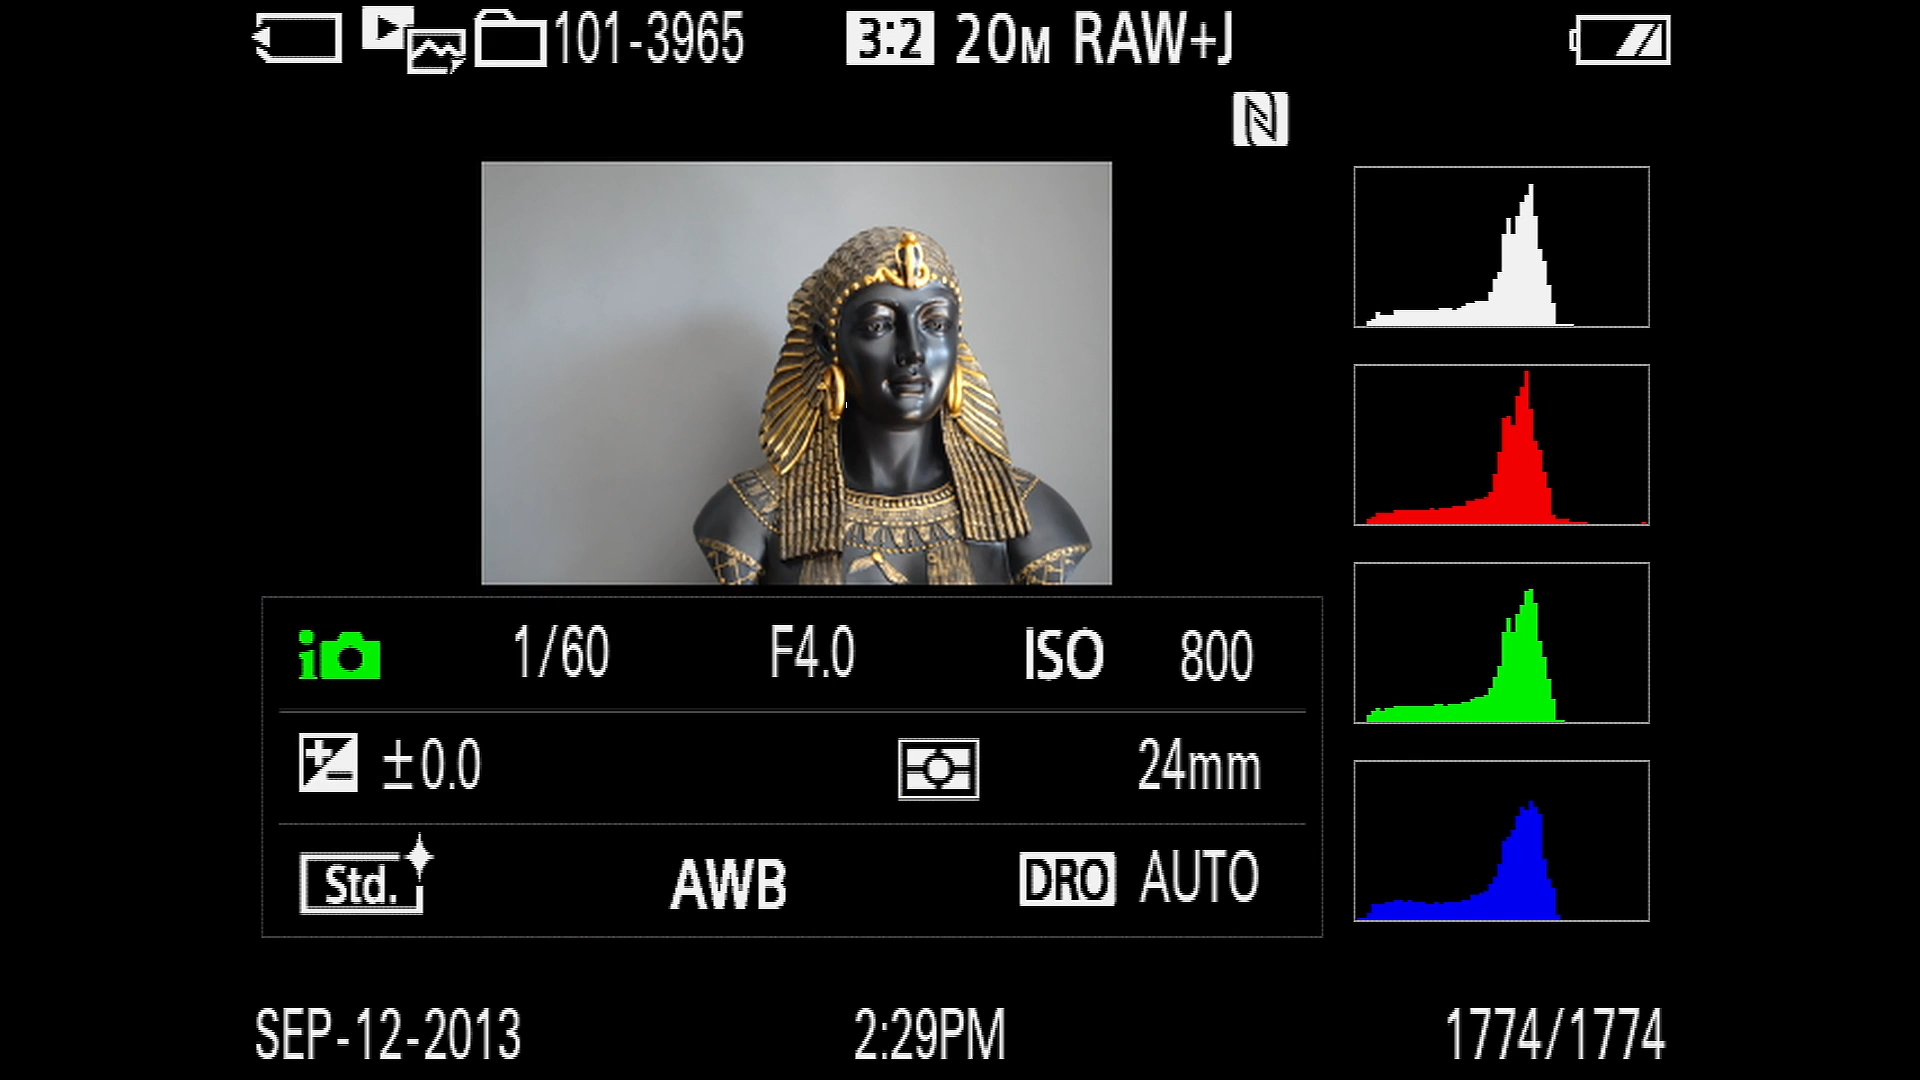 101-3965 3:2 20M RAW+J
N
1/60 F4.0 ISO 800
±0.0 24mm
Std. AWB DRO AUTO
SEP-12-2013 2:29PM 1774/1774